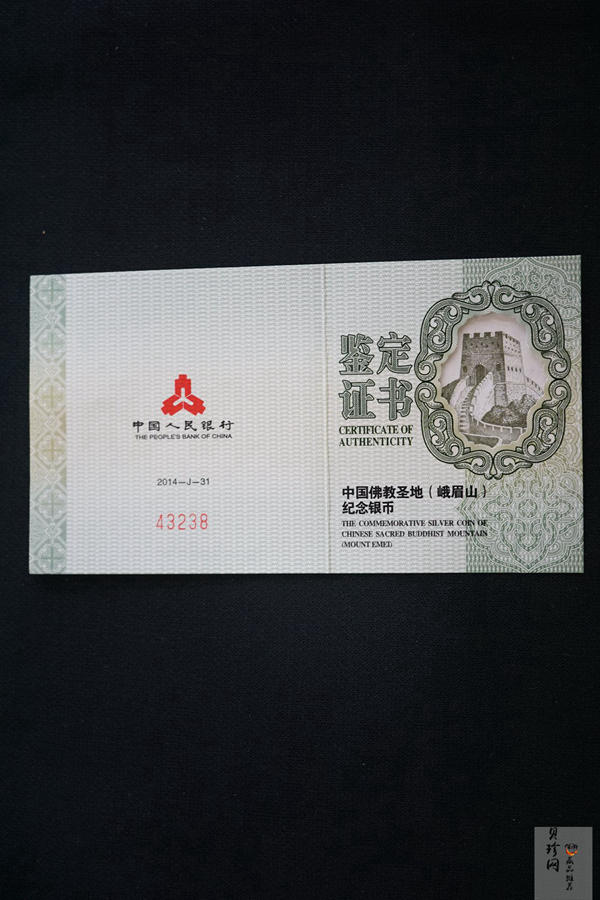 中国人民银行
THE PEOPLE'S BANK OF CHINA
2014—J—31
43238
鉴定
证书
CERTIFICATE OF
AUTHENTICITY
中国佛教圣地（峨眉山）
纪念银币
THE COMMEMORATIVE SILVER COIN OF
CHINESE SACRED BUDDHIST MOUNTAIN
(MOUNT EMEI)
贝珍网